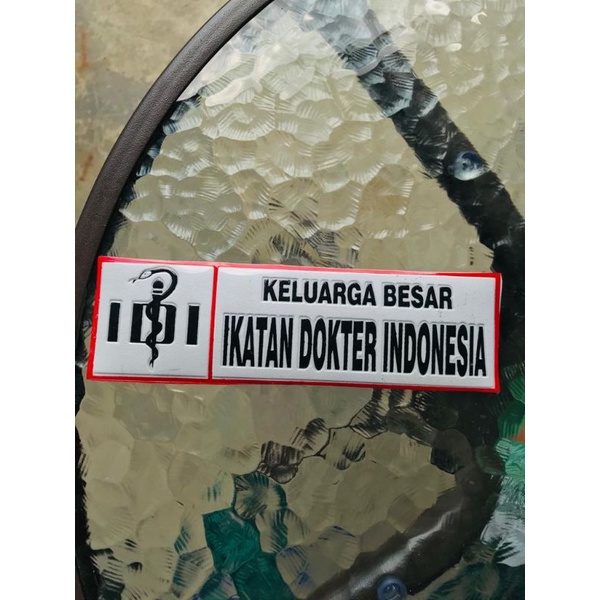 IDI
KELUARGA BESAR
IKATAN DOKTER INDONESIA